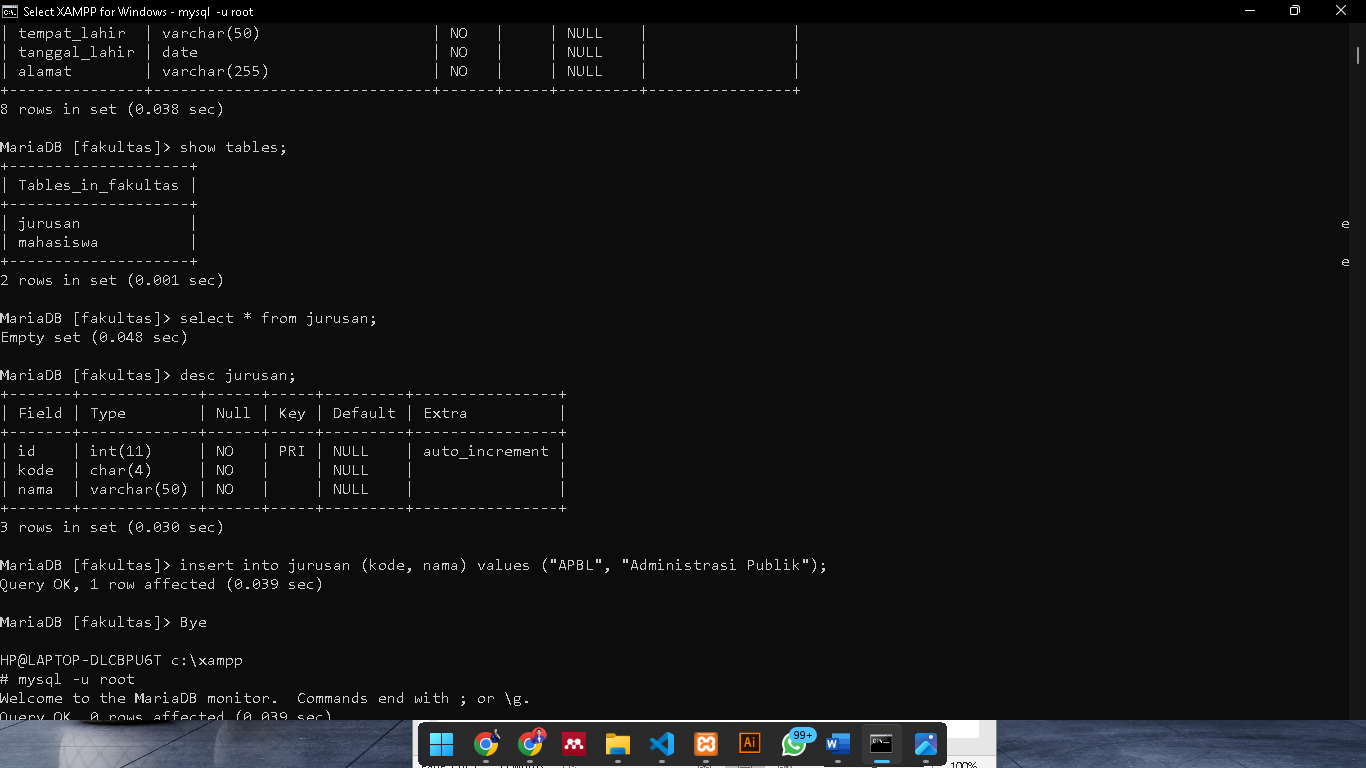 Select XAMPP for Windows - mysql -u root
| tempat_lahir | varchar(50) | NO | | NULL | |
| tanggal_lahir | date | NO | | NULL | |
| alamat | varchar(255) | NO | | NULL | |
+---------------+-------------------------------+------+-----+---------+----------------+
8 rows in set (0.038 sec)
MariaDB [fakultas]> show tables;
+--------------------+
| Tables_in_fakultas |
+--------------------+
| jurusan | e
| mahasiswa |
+--------------------+ e
2 rows in set (0.001 sec)
MariaDB [fakultas]> select * from jurusan;
Empty set (0.048 sec)
MariaDB [fakultas]> desc jurusan;
+-------+-------------+------+-----+---------+----------------+
| Field | Type | Null | Key | Default | Extra |
+-------+-------------+------+-----+---------+----------------+
| id | int(11) | NO | PRI | NULL | auto_increment |
| kode | char(4) | NO | | NULL | |
| nama | varchar(50) | NO | | NULL | |
+-------+-------------+------+-----+---------+----------------+
3 rows in set (0.030 sec)
MariaDB [fakultas]> insert into jurusan (kode, nama) values ("APBL", "Administrasi Publik");
Query OK, 1 row affected (0.039 sec)
MariaDB [fakultas]> Bye
HP@LAPTOP-DLCBPU6T c:\xampp
# mysql -u root
Welcome to the MariaDB monitor. Commands end with ; or \g.
Query OK, 0 rows affected (0.039 sec)
Ai
99+
W
100%